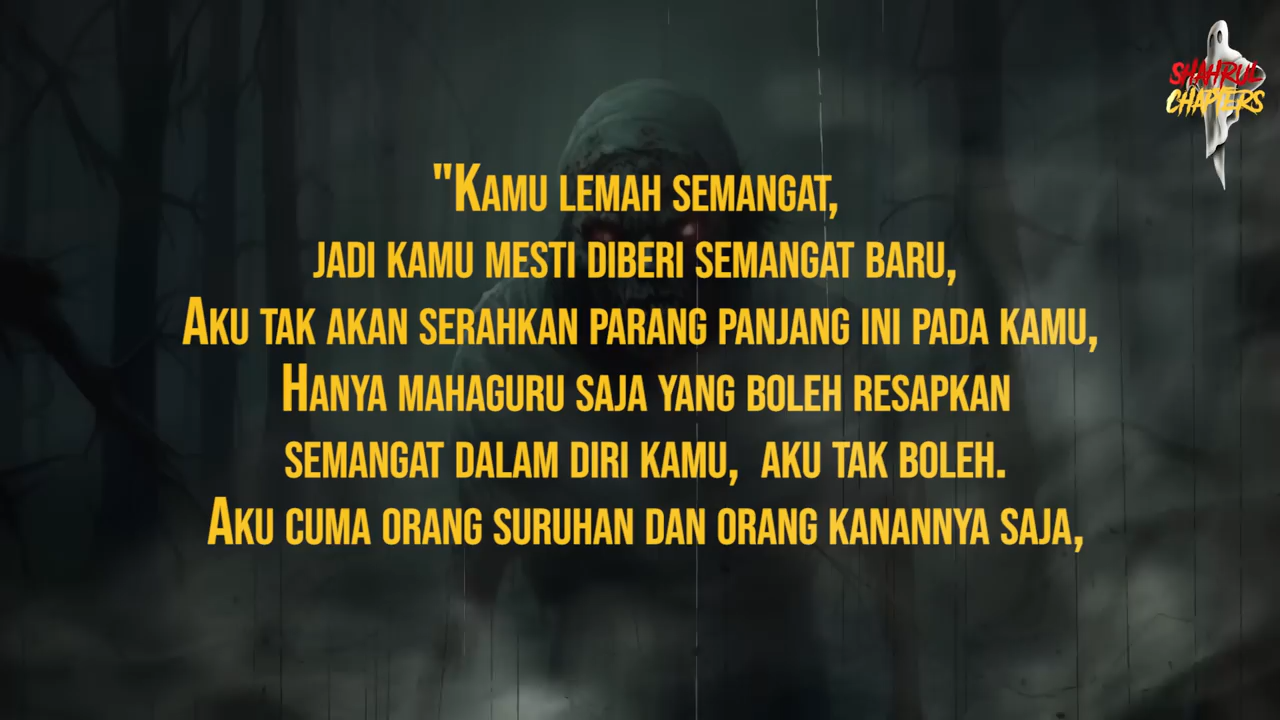 SHAHRUL
CHAPTERS
"Kamu lemah semangat,
jadi kamu mesti diberi semangat baru,
Aku tak akan serahkan parang panjang ini pada kamu,
Hanya mahaguru saja yang boleh resapkan
semangat dalam diri kamu,  aku tak boleh.
Aku cuma orang suruhan dan orang kanannya saja,